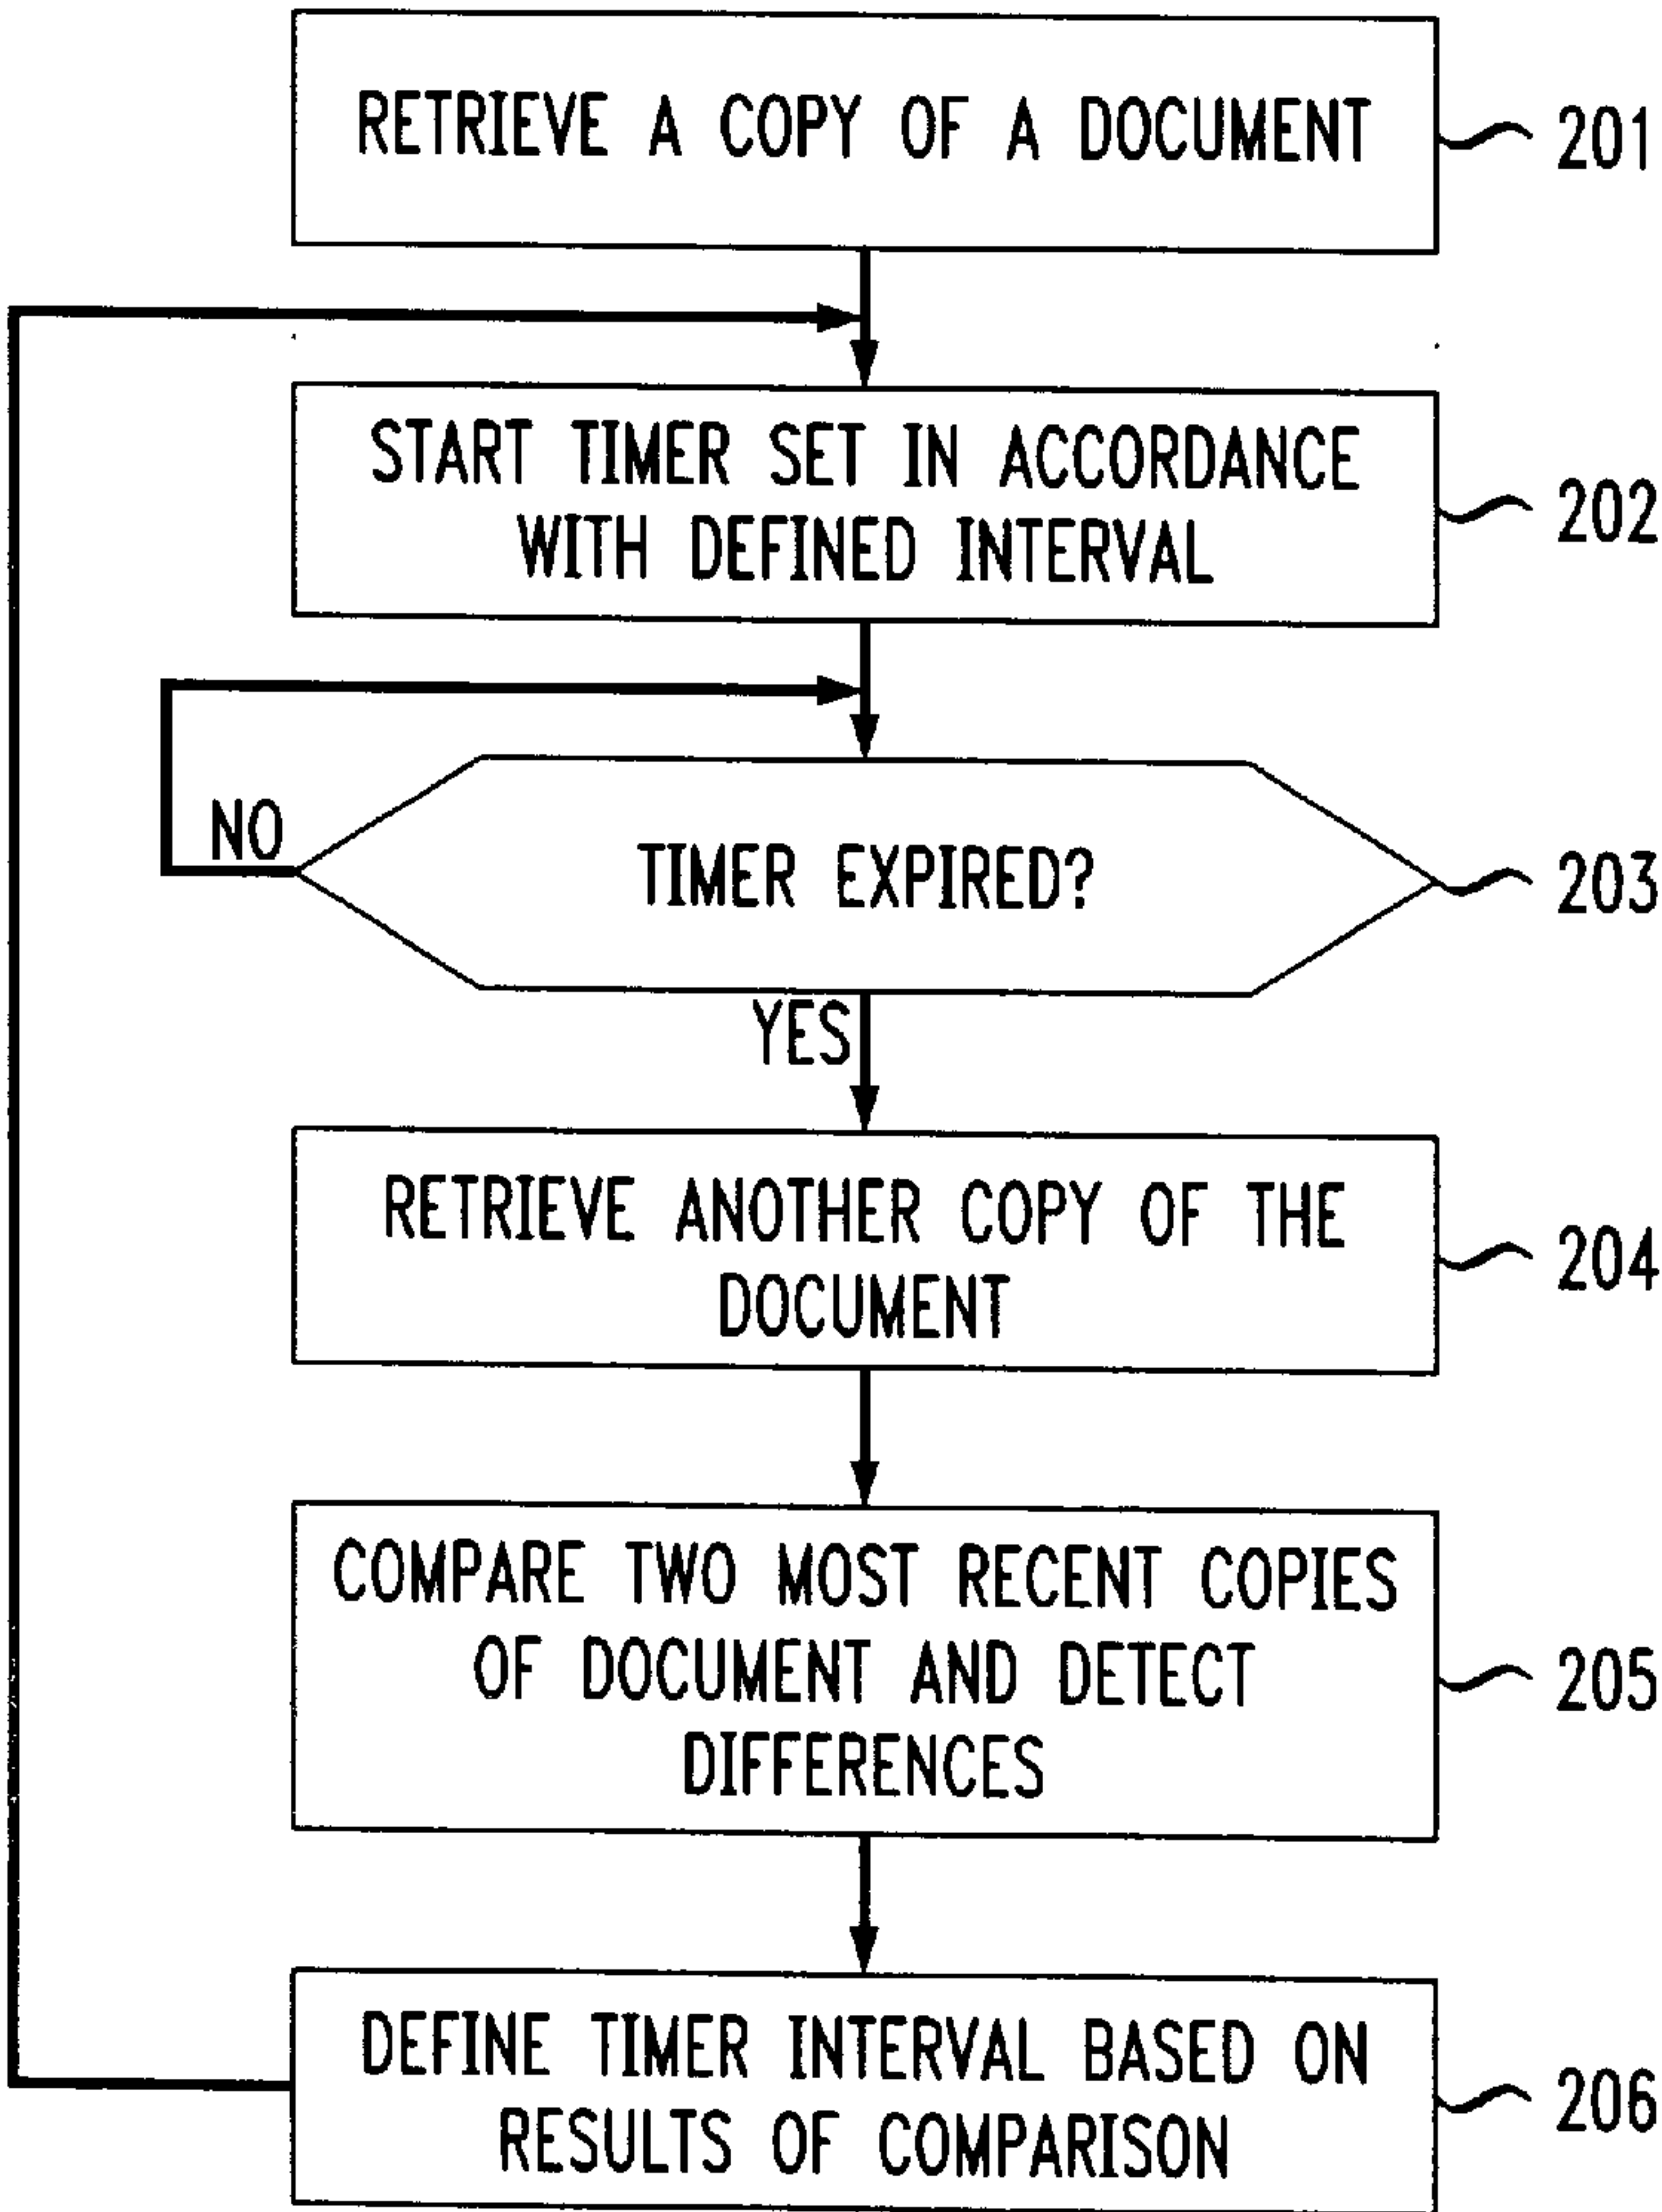 RETRIEVE A COPY OF A DOCUMENT
201
START TIMER SET IN ACCORDANCE
WITH DEFINED INTERVAL
202
NO
TIMER EXPIRED?
203
YES
RETRIEVE ANOTHER COPY OF THE
DOCUMENT
204
COMPARE TWO MOST RECENT COPIES
OF DOCUMENT AND DETECT
DIFFERENCES
205
DEFINE TIMER INTERVAL BASED ON
RESULTS OF COMPARISON
206